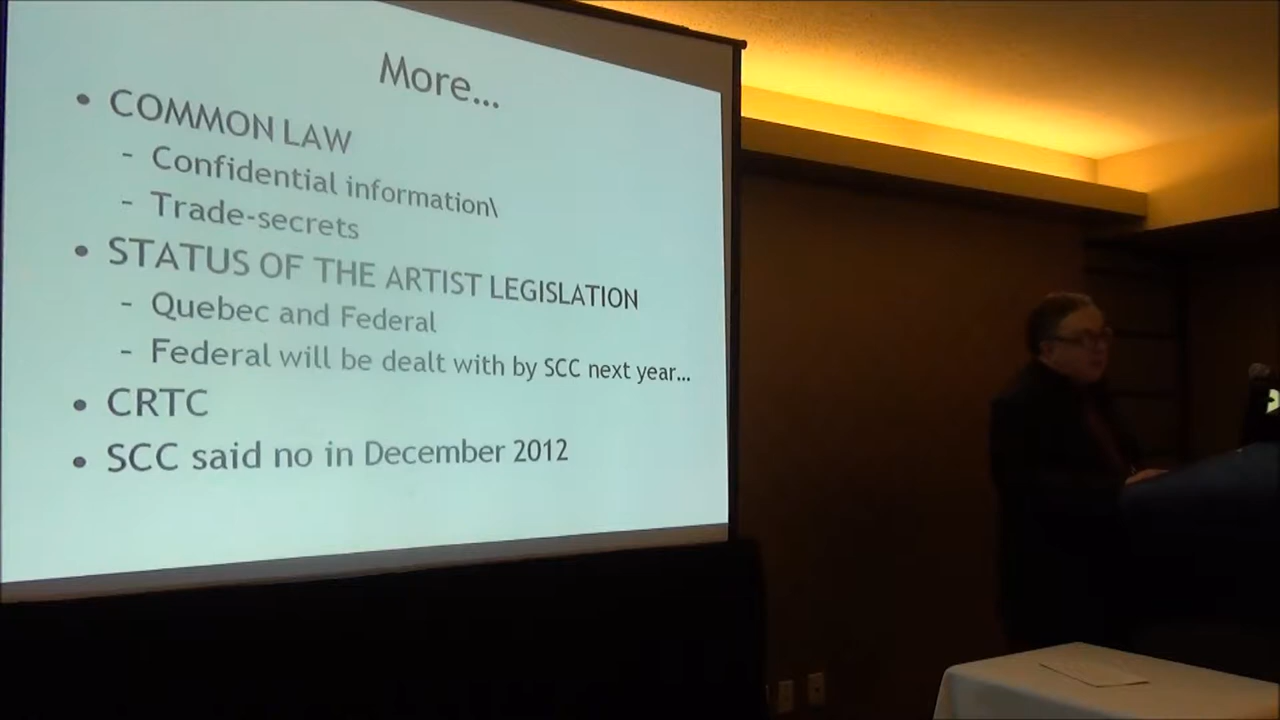 More...
• COMMON LAW
- Confidential information\
- Trade-secrets
• STATUS OF THE ARTIST LEGISLATION
- Quebec and Federal
- Federal will be dealt with by SCC next year...
• CRTC
• SCC said no in December 2012